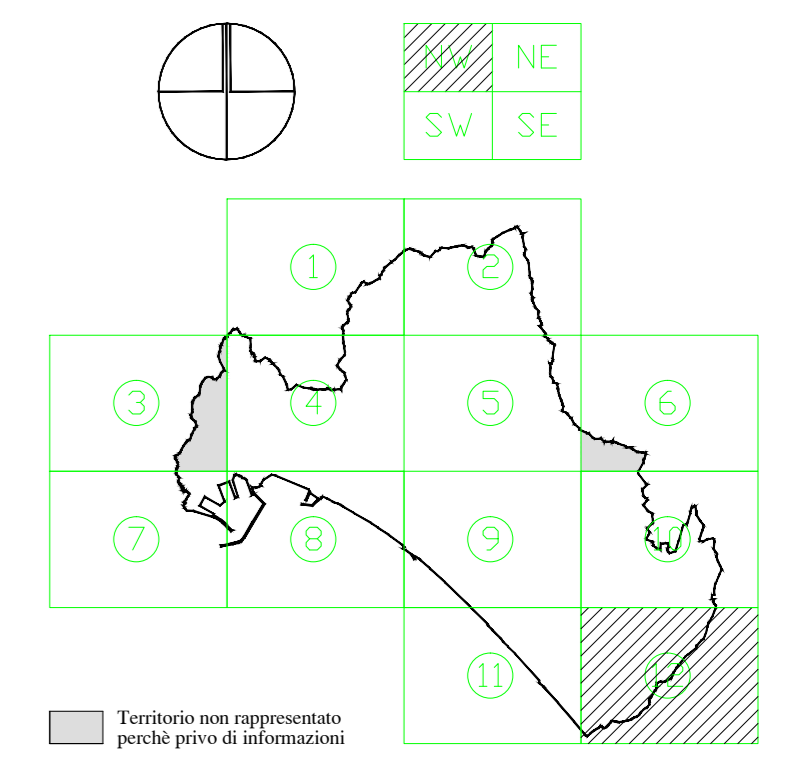 NW NE
SW SE
1 2
3 4 5 6
7 8 9 10
11 12
Territorio non rappresentato
perchè privo di informazioni